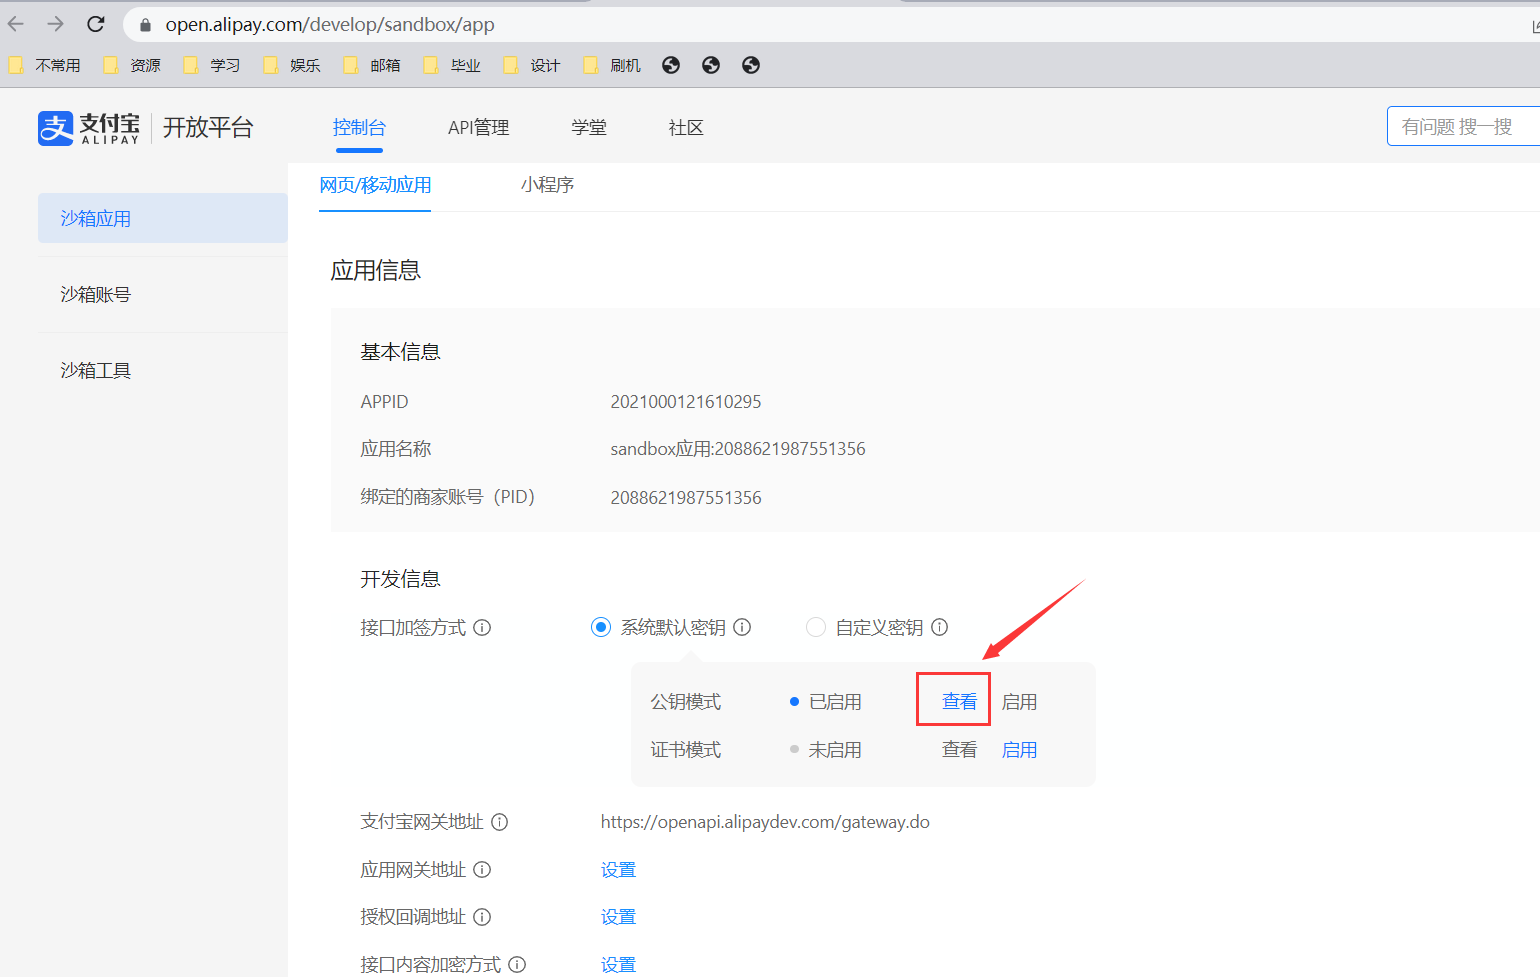 open.alipay.com/develop/sandbox/app
不常用 资源 学习 娱乐 邮箱 毕业 设计 刷机
支付宝 ALIPAY 开放平台 控制台 API管理 学堂 社区 有问题 搜一搜
网页/移动应用 小程序
沙箱应用
沙箱账号
沙箱工具
应用信息
基本信息
APPID 2021000121610295
应用名称 sandbox应用:2088621987551356
绑定的商家账号（PID） 2088621987551356
开发信息
接口加签方式 系统默认密钥 自定义密钥
公钥模式 已启用 查看 启用
证书模式 未启用 查看 启用
支付宝网关地址 https://openapi.alipaydev.com/gateway.do
应用网关地址 设置
授权回调地址 设置
接口内容加密方式 设置